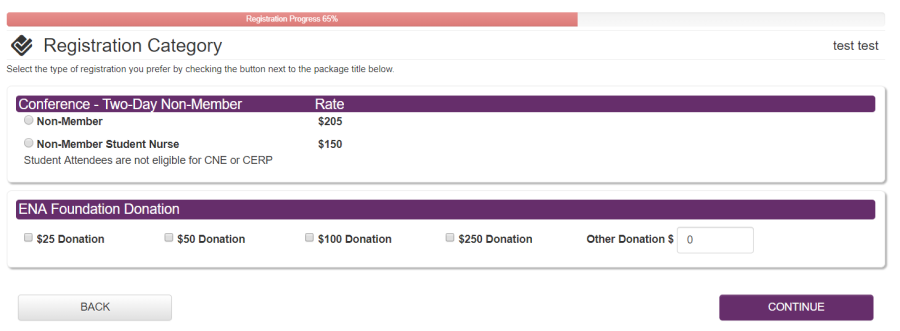 Registration Progress 65%
Registration Category
test test
Select the type of registration you prefer by checking the button next to the package title below.
Conference - Two-Day Non-Member Rate
Non-Member $205
Non-Member Student Nurse $150
Student Attendees are not eligible for CNE or CERP
ENA Foundation Donation
$25 Donation $50 Donation $100 Donation $250 Donation Other Donation $ 0
BACK CONTINUE